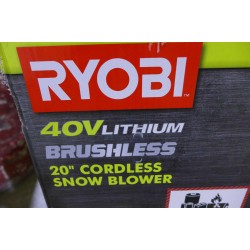 RYOBI
40V LITHIUM
BRUSHLESS
20" CORDLESS
SNOW BLOWER